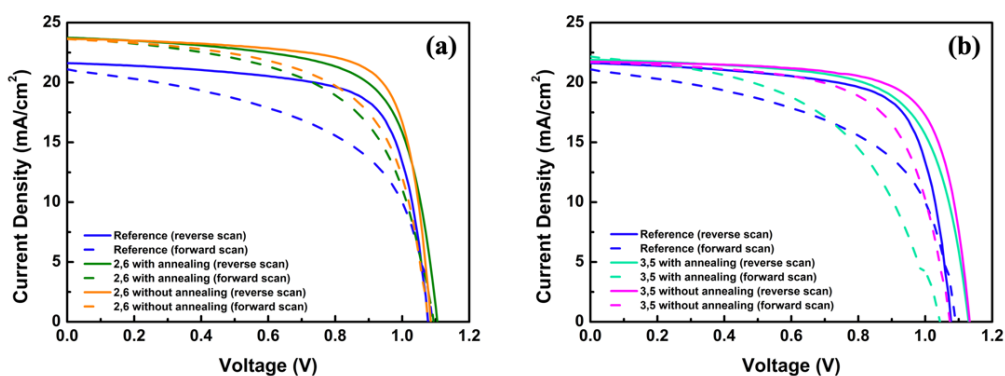 (a)
Current Density (mA/cm²)
25
20
15
10
5
0
Reference (reverse scan)
Reference (forward scan)
2,6 with annealing (reverse scan)
2,6 with annealing (forward scan)
2,6 without annealing (reverse scan)
2,6 without annealing (forward scan)
0.0 0.2 0.4 0.6 0.8 1.0 1.2
Voltage (V)
(b)
Current Density (mA/cm²)
25
20
15
10
5
0
Reference (reverse scan)
Reference (forward scan)
3,5 with annealing (reverse scan)
3,5 with annealing (forward scan)
3,5 without annealing (reverse scan)
3,5 without annealing (forward scan)
0.0 0.2 0.4 0.6 0.8 1.0 1.2
Voltage (V)